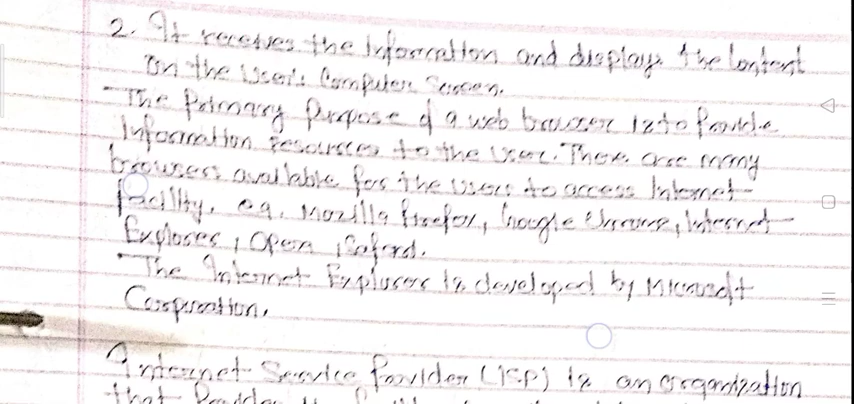 2. It receives the Information and displays the Content
on the User's Computer Screen.
The Primary Purpose of a web browser is to Provide
Information resources to the User. There are many
browsers available for the users to access Internet
facility, e.g. Mozilla firefox, Google Chrome, Internet
Explorer, Opera, Safari.
The Internet Explorer is developed by Microsoft
Corporation.
Internet Service Provider (ISP) is an organization
that